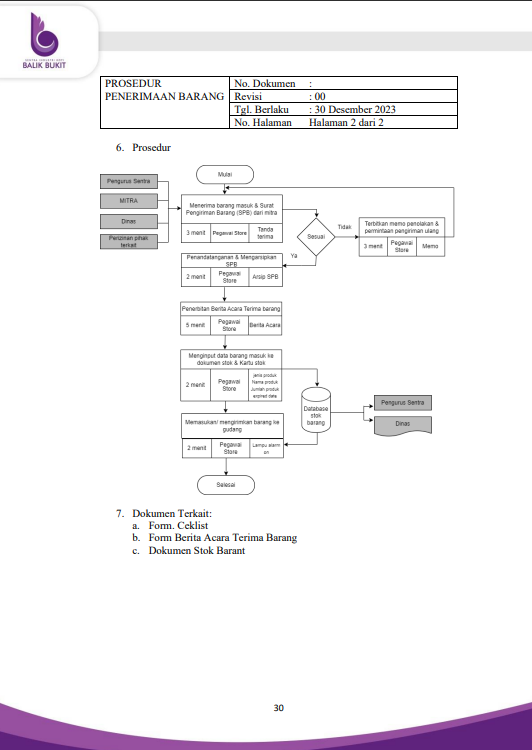 BALIK BUKIT
PROSEDUR
PENERIMAAN BARANG
No. Dokumen :
Revisi : 00
Tgl. Berlaku : 30 Desember 2023
No. Halaman Halaman 2 dari 2
6. Prosedur
Mulai
Pengurus Sentra
MITRA
Dinas
Perizinan pihak
terkait
Menerima barang masuk & Surat
Pengiriman Barang (SPB) dari mitra
3 menit
Pegawai Store
Tanda
terima
Sesuai
Tidak
Terbitkan memo penolakan &
permintaan pengiriman ulang
3 menit
Pegawai
Store
Memo
Ya
Penandatanganan & Mengarsipkan
SPB
2 menit
Pegawai
Store
Arsip SPB
Penerbitan Berita Acara Terima barang
5 menit
Pegawai
Store
Berita Acara
Menginput data barang masuk ke
dokumen stok & Kartu stok
2 menit
Pegawai
Store
jenis produk
Nama produk
Jumlah produk
expired date
Database
stok
barang
Pengurus Sentra
Dinas
Memasukan/ mengirimkan barang ke
gudang
2 menit
Pegawai
Store
Lampu alarm
on
Selesai
7. Dokumen Terkait:
a. Form. Ceklist
b. Form Berita Acara Terima Barang
c. Dokumen Stok Barant
30